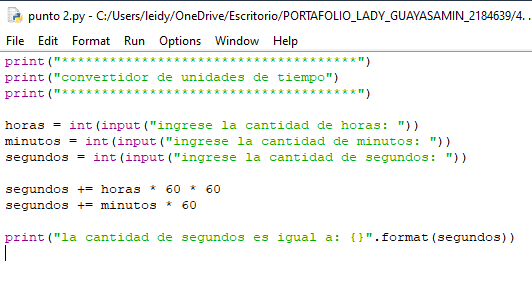 punto 2.py - C:/Users/leidy/OneDrive/Escritorio/PORTAFOLIO_LADY_GUAYASAMIN_2184639/4...
File Edit Format Run Options Window Help
print("*************************************")
print("convertidor de unidades de tiempo")
print("*************************************")
horas = int(input("ingrese la cantidad de horas: "))
minutos = int(input("ingrese la cantidad de minutos: "))
segundos = int(input("ingrese la cantidad de segundos: "))
segundos += horas * 60 * 60
segundos += minutos * 60
print("la cantidad de segundos es igual a: {}".format(segundos))